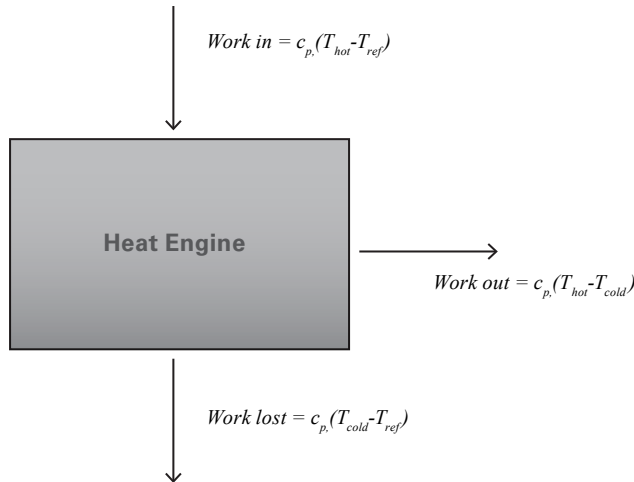 Work in = c_p,(T_hot-T_ref)
Heat Engine
Work out = c_p,(T_hot-T_cold)
Work lost = c_p,(T_cold-T_ref)